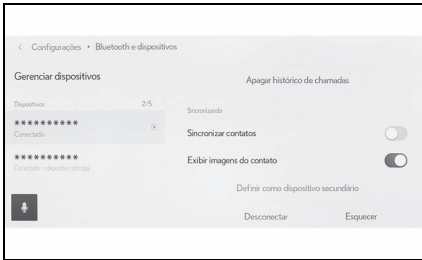 < Configurações • Bluetooth e dispositivos
Gerenciar dispositivos
Dispositivos 2/5
**********
Conectado
**********
Conectado - dispositivo principal
Apagar histórico de chamadas
Sincronizando
Sincronizar contatos
Exibir imagens do contato
Definir como dispositivo secundário
Desconectar Esquecer